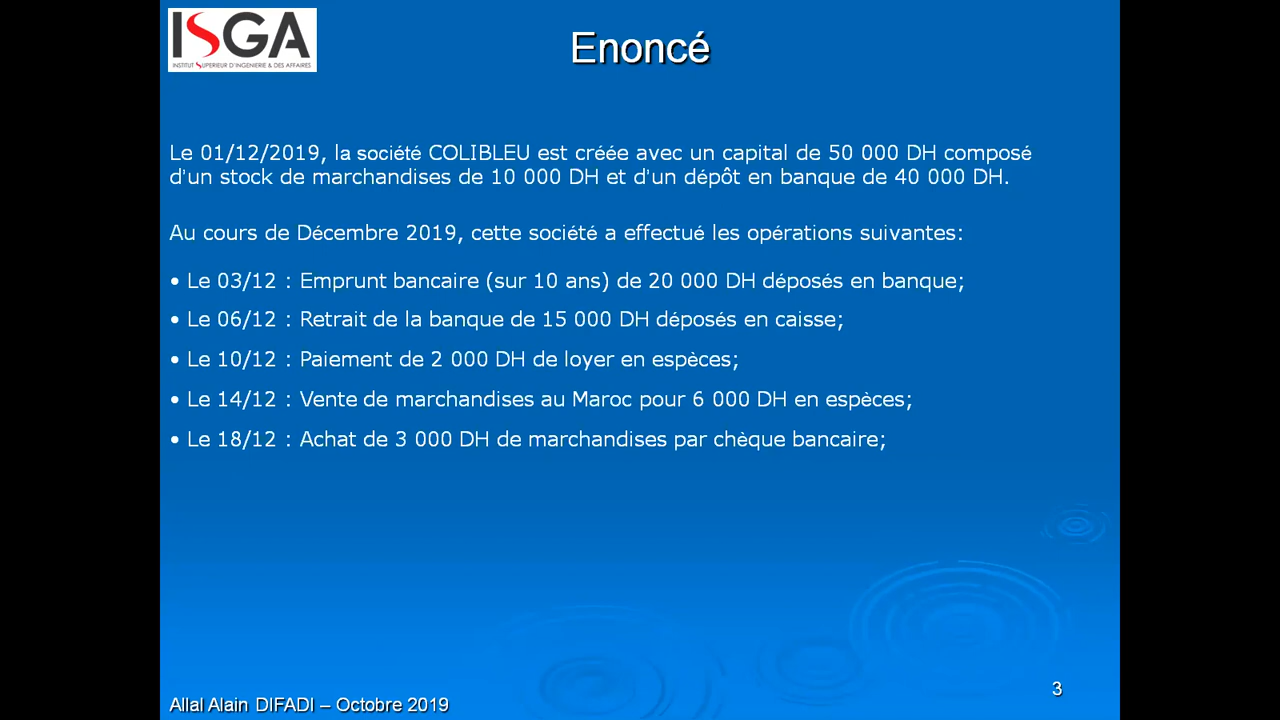 ISGA
INSTITUT SUPERIEUR D'INGENIERIE & DES AFFAIRES
Enoncé
Le 01/12/2019, la société COLIBLEU est créée avec un capital de 50 000 DH composé
d'un stock de marchandises de 10 000 DH et d'un dépôt en banque de 40 000 DH.
Au cours de Décembre 2019, cette société a effectué les opérations suivantes:
• Le 03/12 : Emprunt bancaire (sur 10 ans) de 20 000 DH déposés en banque;
• Le 06/12 : Retrait de la banque de 15 000 DH déposés en caisse;
• Le 10/12 : Paiement de 2 000 DH de loyer en espèces;
• Le 14/12 : Vente de marchandises au Maroc pour 6 000 DH en espèces;
• Le 18/12 : Achat de 3 000 DH de marchandises par chèque bancaire;
3
Allal Alain DIFADI – Octobre 2019